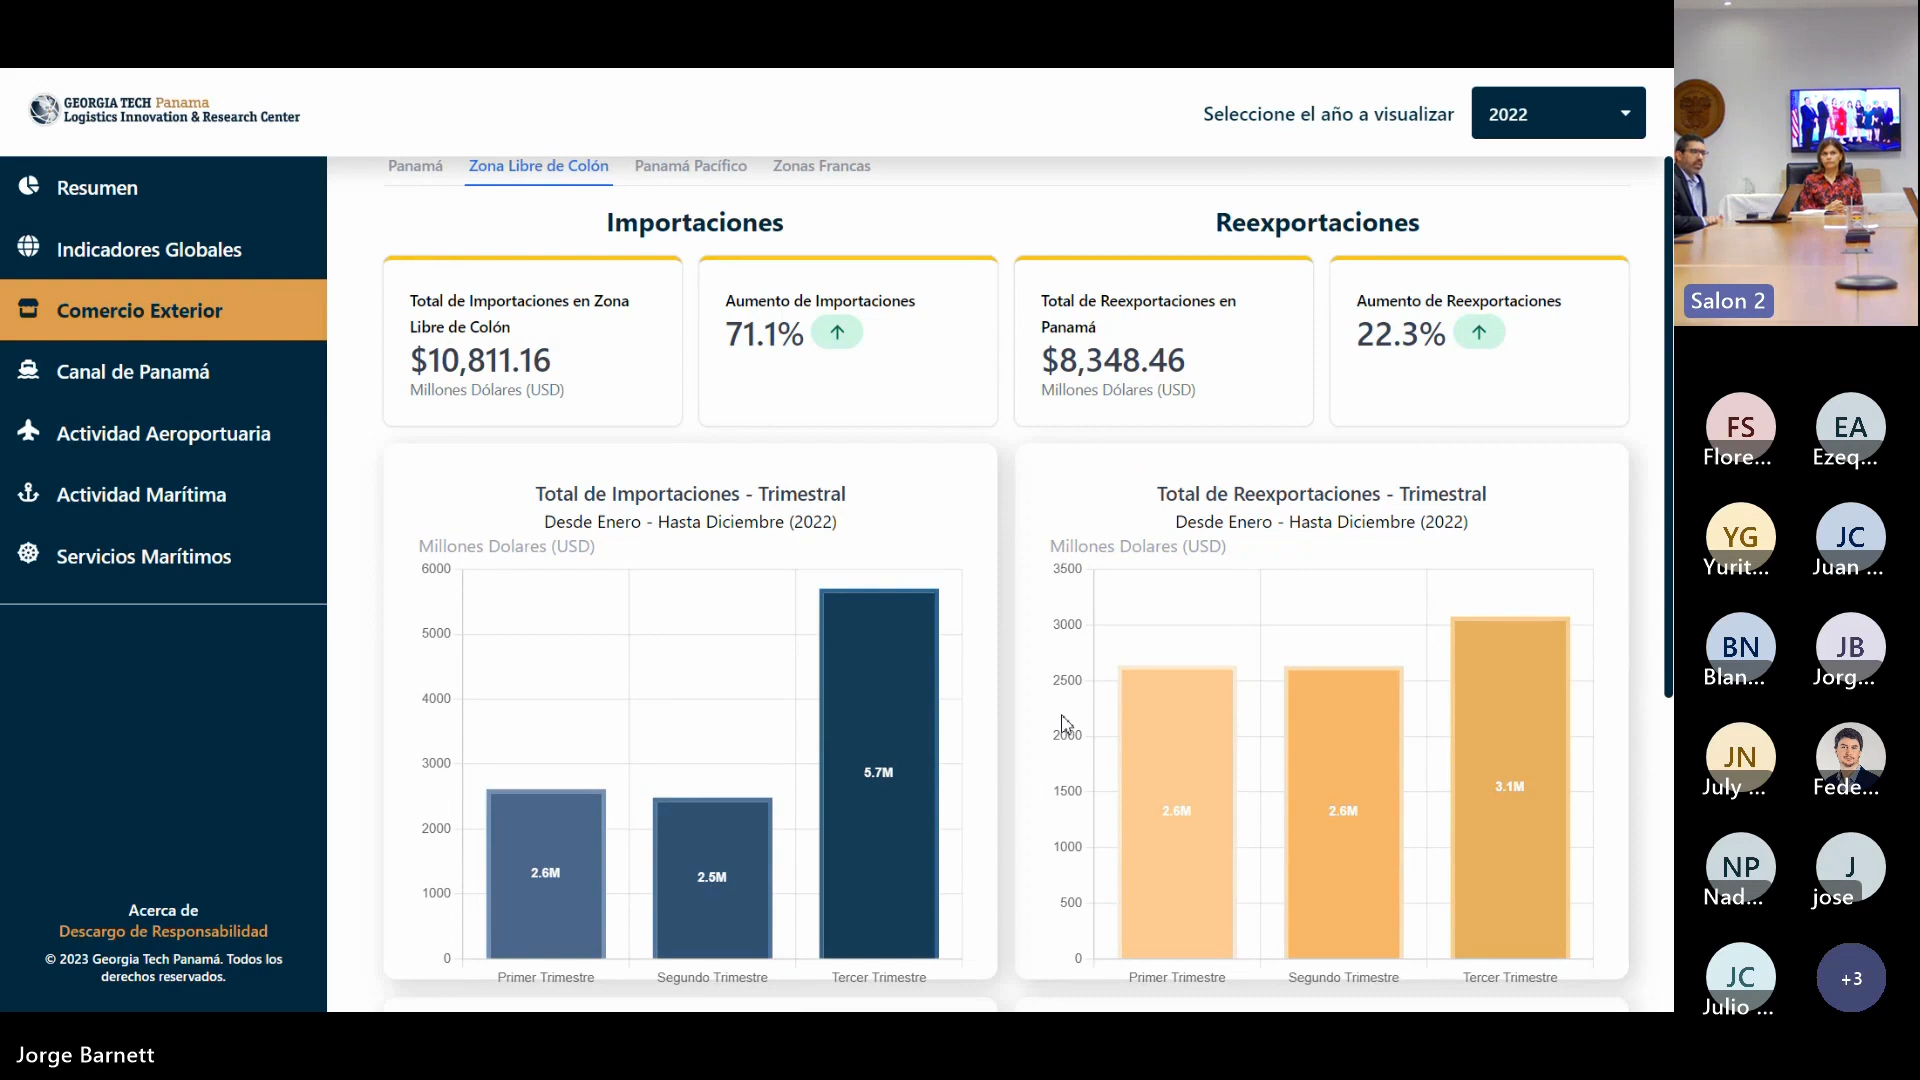 GEORGIA TECH Panama
Logistics Innovation & Research Center
Seleccione el año a visualizar
2022
Resumen
Indicadores Globales
Comercio Exterior
Canal de Panamá
Actividad Aeroportuaria
Actividad Marítima
Servicios Marítimos
Acerca de
Descargo de Responsabilidad
© 2023 Georgia Tech Panamá. Todos los
derechos reservados.
Panamá Zona Libre de Colón Panamá Pacífico Zonas Francas
Importaciones
Total de Importaciones en Zona
Libre de Colón
$10,811.16
Millones Dólares (USD)
Aumento de Importaciones
71.1%
Reexportaciones
Total de Reexportaciones en
Panamá
$8,348.46
Millones Dólares (USD)
Aumento de Reexportaciones
22.3%
Total de Importaciones - Trimestral
Desde Enero - Hasta Diciembre (2022)
Millones Dolares (USD)
6000
5000
4000
3000
2000
1000
0
2.6M
2.5M
5.7M
Primer Trimestre Segundo Trimestre Tercer Trimestre
Total de Reexportaciones - Trimestral
Desde Enero - Hasta Diciembre (2022)
Millones Dolares (USD)
3500
3000
2500
2000
1500
1000
500
0
2.6M
2.6M
3.1M
Primer Trimestre Segundo Trimestre Tercer Trimestre
Salon 2
FS
Flore...
EA
Ezeq...
YG
Yurit...
JC
Juan ...
BN
Blan...
JB
Jorg...
JN
July ...
Fede...
NP
Nad...
J
jose
JC
Julio ...
+3
Jorge Barnett